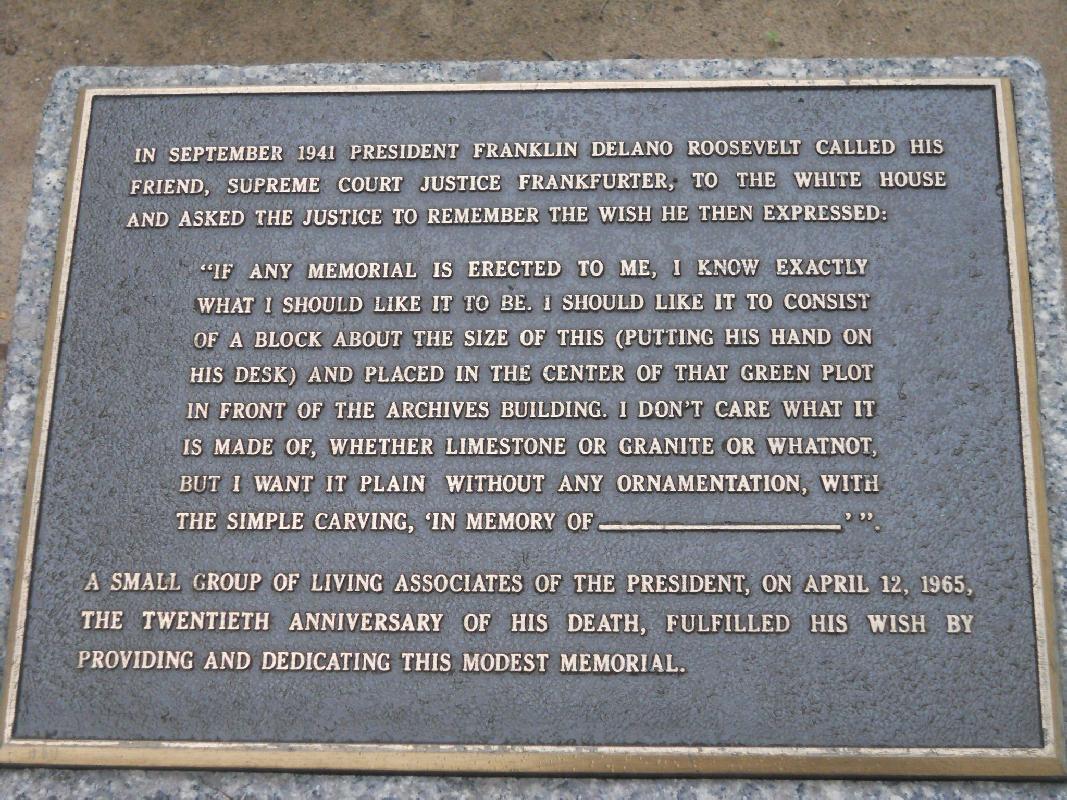 IN SEPTEMBER 1941 PRESIDENT FRANKLIN DELANO ROOSEVELT CALLED HIS
FRIEND, SUPREME COURT JUSTICE FRANKFURTER, TO THE WHITE HOUSE
AND ASKED THE JUSTICE TO REMEMBER THE WISH HE THEN EXPRESSED:
“IF ANY MEMORIAL IS ERECTED TO ME, I KNOW EXACTLY
WHAT I SHOULD LIKE IT TO BE. I SHOULD LIKE IT TO CONSIST
OF A BLOCK ABOUT THE SIZE OF THIS (PUTTING HIS HAND ON
HIS DESK) AND PLACED IN THE CENTER OF THAT GREEN PLOT
IN FRONT OF THE ARCHIVES BUILDING. I DON'T CARE WHAT IT
IS MADE OF, WHETHER LIMESTONE OR GRANITE OR WHATNOT,
BUT I WANT IT PLAIN WITHOUT ANY ORNAMENTATION, WITH
THE SIMPLE CARVING, ‘IN MEMORY OF ____________________’ ”.
A SMALL GROUP OF LIVING ASSOCIATES OF THE PRESIDENT, ON APRIL 12, 1965,
THE TWENTIETH ANNIVERSARY OF HIS DEATH, FULFILLED HIS WISH BY
PROVIDING AND DEDICATING THIS MODEST MEMORIAL.